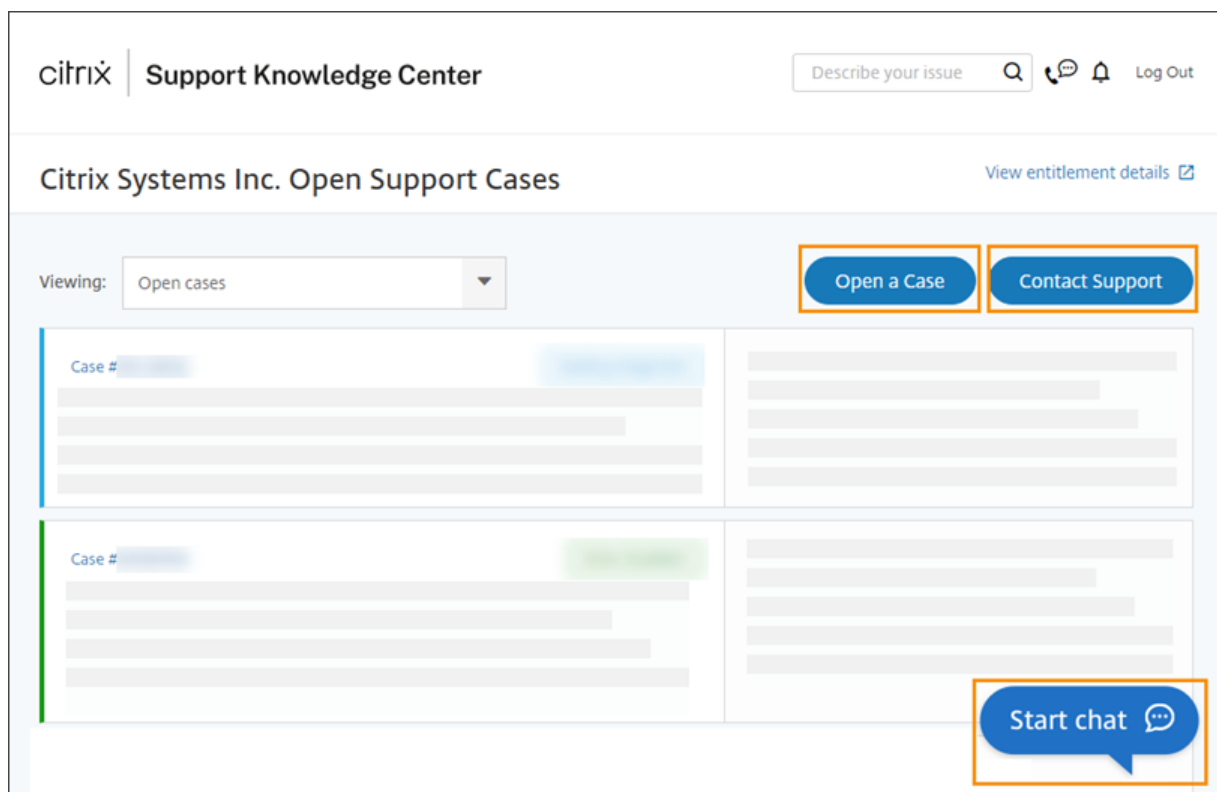 citrix Support Knowledge Center
Describe your issue
Log Out
Citrix Systems Inc. Open Support Cases
View entitlement details
Viewing:
Open cases
Open a Case
Contact Support
Case #
Case #
Start chat